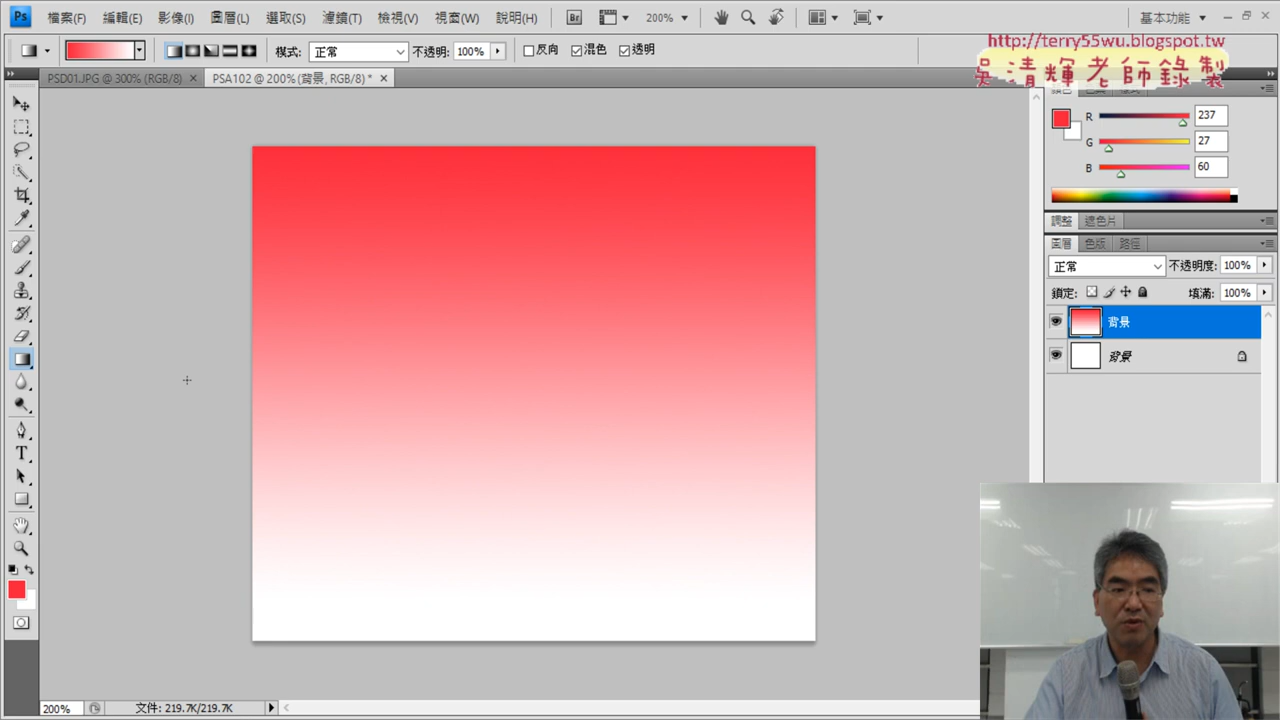 Ps 檔案(F) 編輯(E) 影像(I) 圖層(L) 選取(S) 濾鏡(T) 檢視(V) 視窗(W) 說明(H) Br 200% 基本功能
模式: 正常 不透明: 100% 反向 混色 透明
http://terry55wu.blogspot.tw
吳清輝老師錄製
PSD01.JPG @ 300% (RGB/8) × PSA102 @ 200% (背景, RGB/8) * ×
R 237
G 27
B 60
調整 遮色片
圖層 色版 路徑
正常 不透明度: 100%
鎖定: 填滿: 100%
背景
背景
T
200% 文件: 219.7K/219.7K